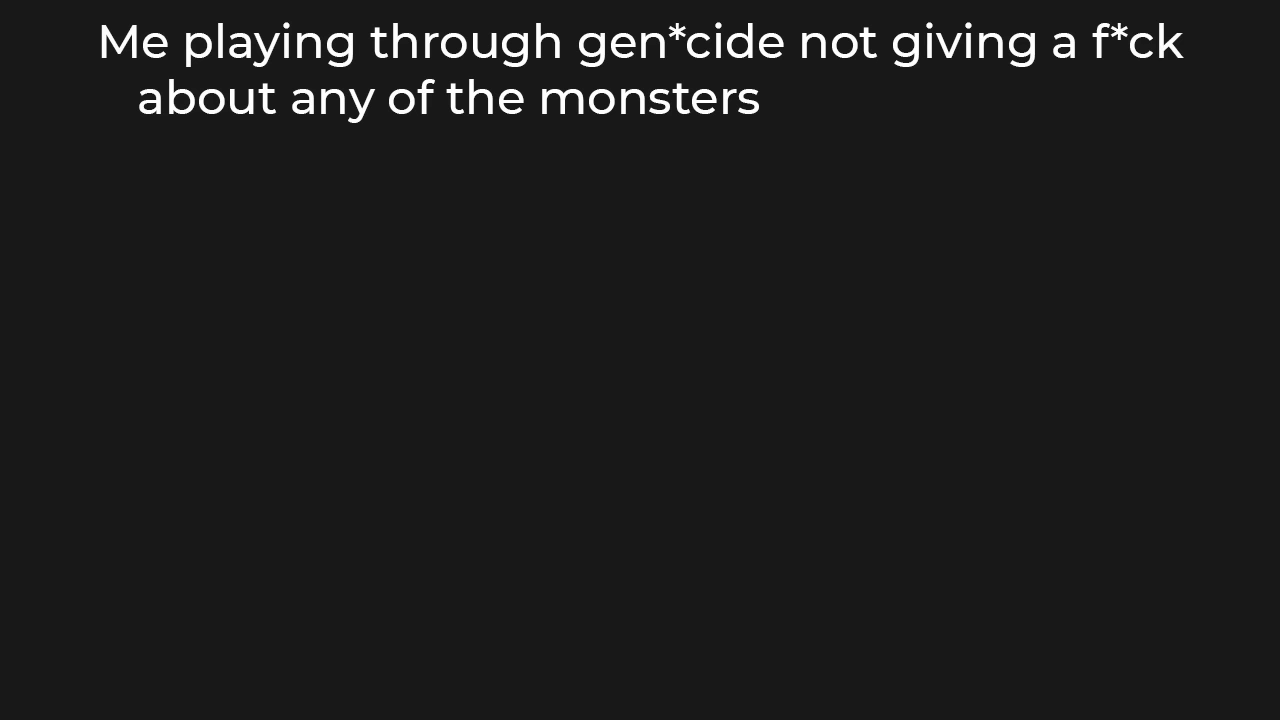 Me playing through gen*cide not giving a f*ck
about any of the monsters